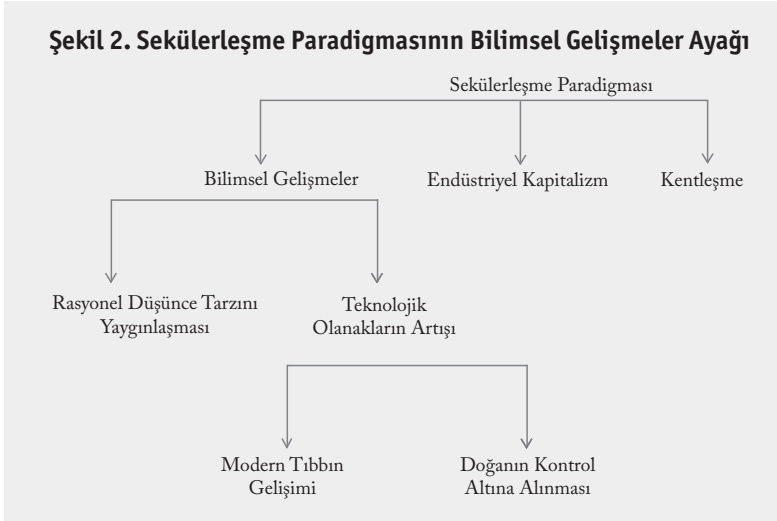 Şekil 2. Sekülerleşme Paradigmasının Bilimsel Gelişmeler Ayağı
Sekülerleşme Paradigması
Bilimsel Gelişmeler
Endüstriyel Kapitalizm
Kentleşme
Rasyonel Düşünce Tarzını
Yaygınlaşması
Teknolojik
Olanakların Artışı
Modern Tıbbın
Gelişimi
Doğanın Kontrol
Altına Alınması